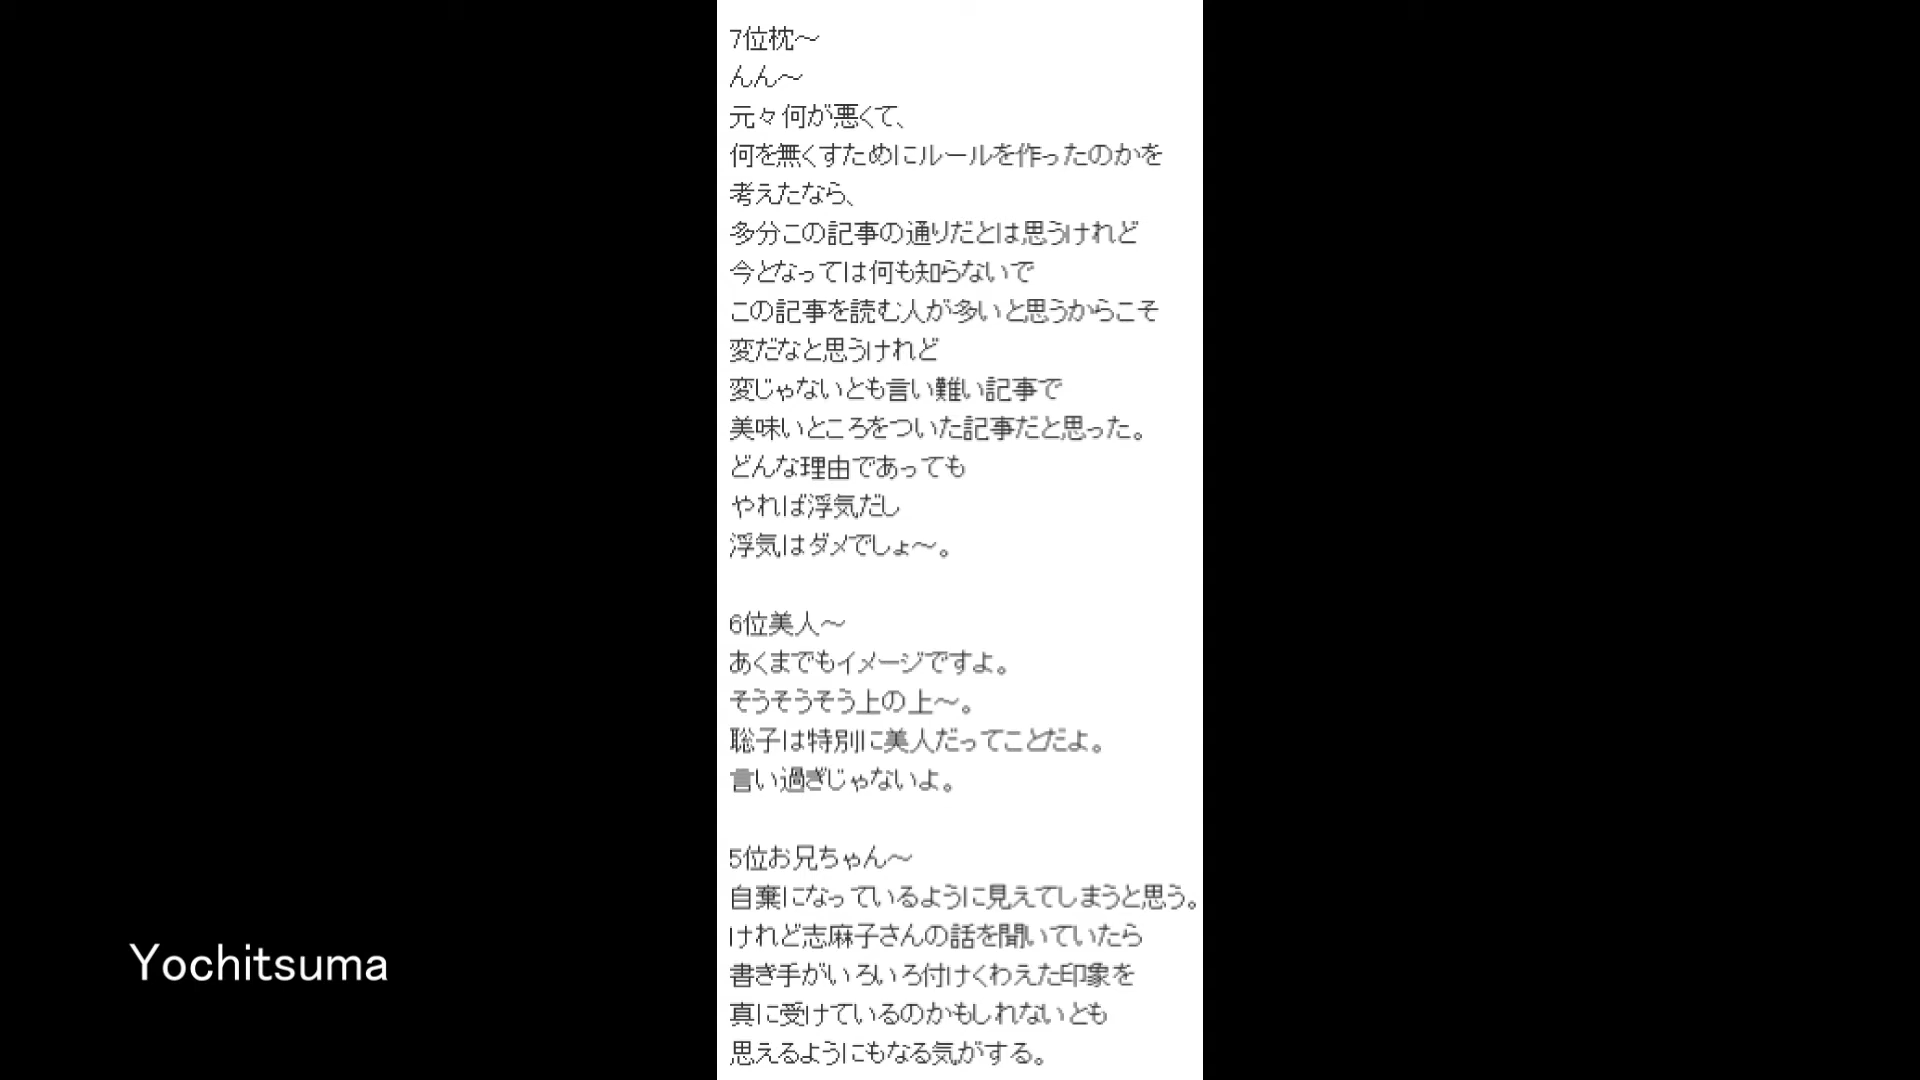 7位枕～
んん～
元々何が悪くて、
何を無くすためにルールを作ったのかを
考えたなら、
多分この記事の通りだとは思うけれど
今となっては何も知らないで
この記事を読む人が多いと思うからこそ
変だなと思うけれど
変じゃないとも言い難い記事で
美味いところをついた記事だと思った。
どんな理由であっても
やれば浮気だし
浮気はダメでしょ～。
6位美人～
あくまでもイメージですよ。
そうそうそう上の上～。
聡子は特別に美人だってことだよ。
言い過ぎじゃないよ。
5位お兄ちゃん～
自棄になっているように見えてしまうと思う。
けれど志麻子さんの話を聞いていたら
書き手がいろいろ付けくわえた印象を
真に受けているのかもしれないとも
思えるようにもなる気がする。
Yochitsuma